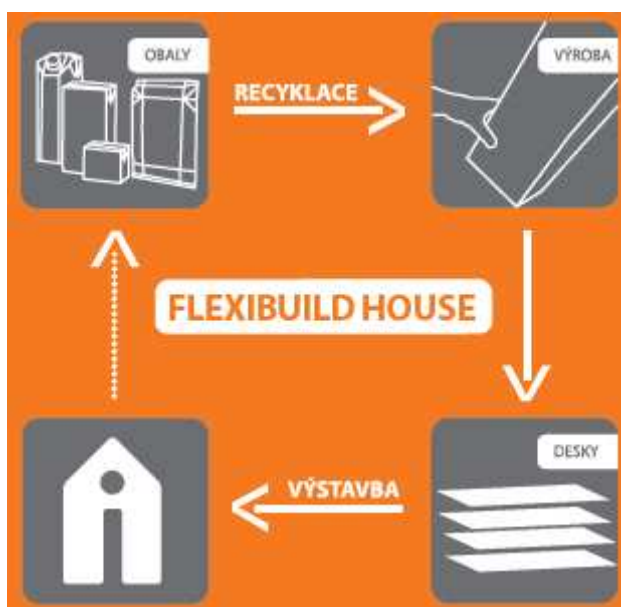 OBALY
RECYKLACE
VÝROBA
FLEXIBUILD HOUSE
VÝSTAVBA
DESKY